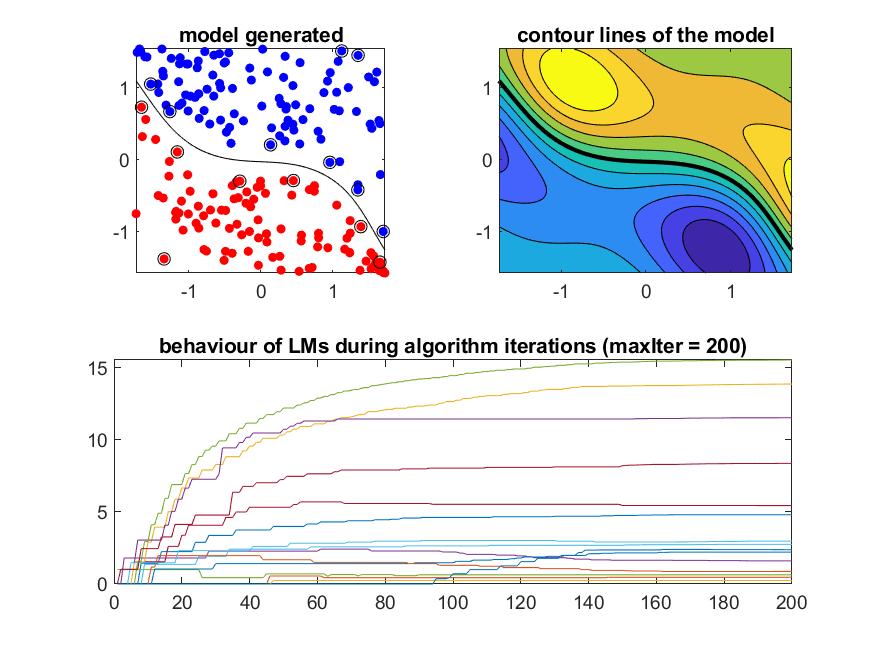 model generated
contour lines of the model
1
0
-1
-1 0 1
1
0
-1
-1 0 1
behaviour of LMs during algorithm iterations (maxIter = 200)
15
10
5
0
0 20 40 60 80 100 120 140 160 180 200